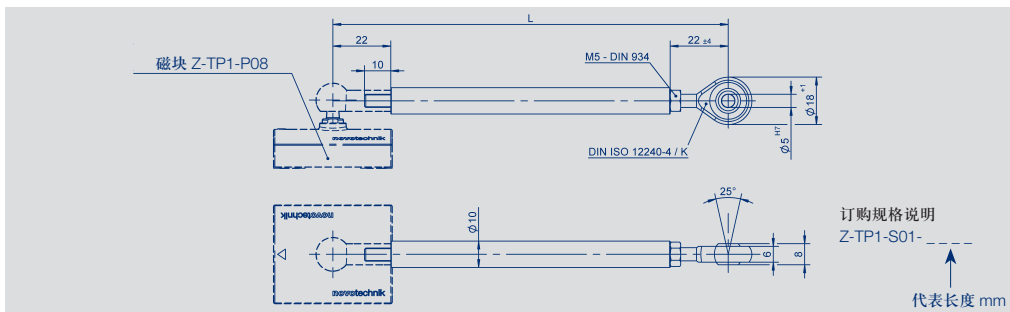 L
22
22 ±4
M5 - DIN 934
磁块 Z-TP1-P08
10
Ø18 +1
Ø5 H7
novotechnik
DIN ISO 12240-4 / K
25°
novotechnik
Ø10
订购规格说明
Z-TP1-S01- _ _ _ _
6
8
novotechnik
代表长度 mm